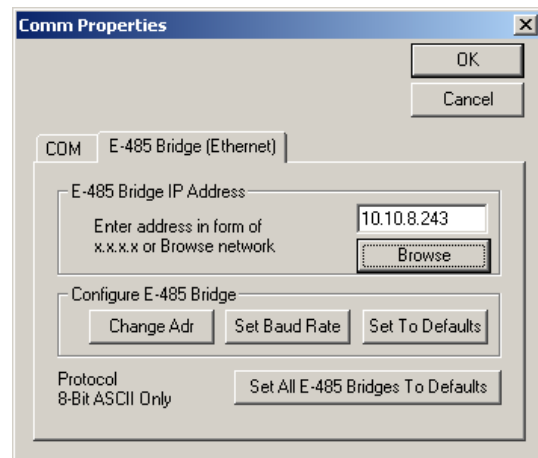 Comm Properties
OK
Cancel
COM
E-485 Bridge (Ethernet)
E-485 Bridge IP Address
Enter address in form of
x.x.x.x or Browse network
10.10.8.243
Browse
Configure E-485 Bridge
Change Adr
Set Baud Rate
Set To Defaults
Protocol
8-Bit ASCII Only
Set All E-485 Bridges To Defaults